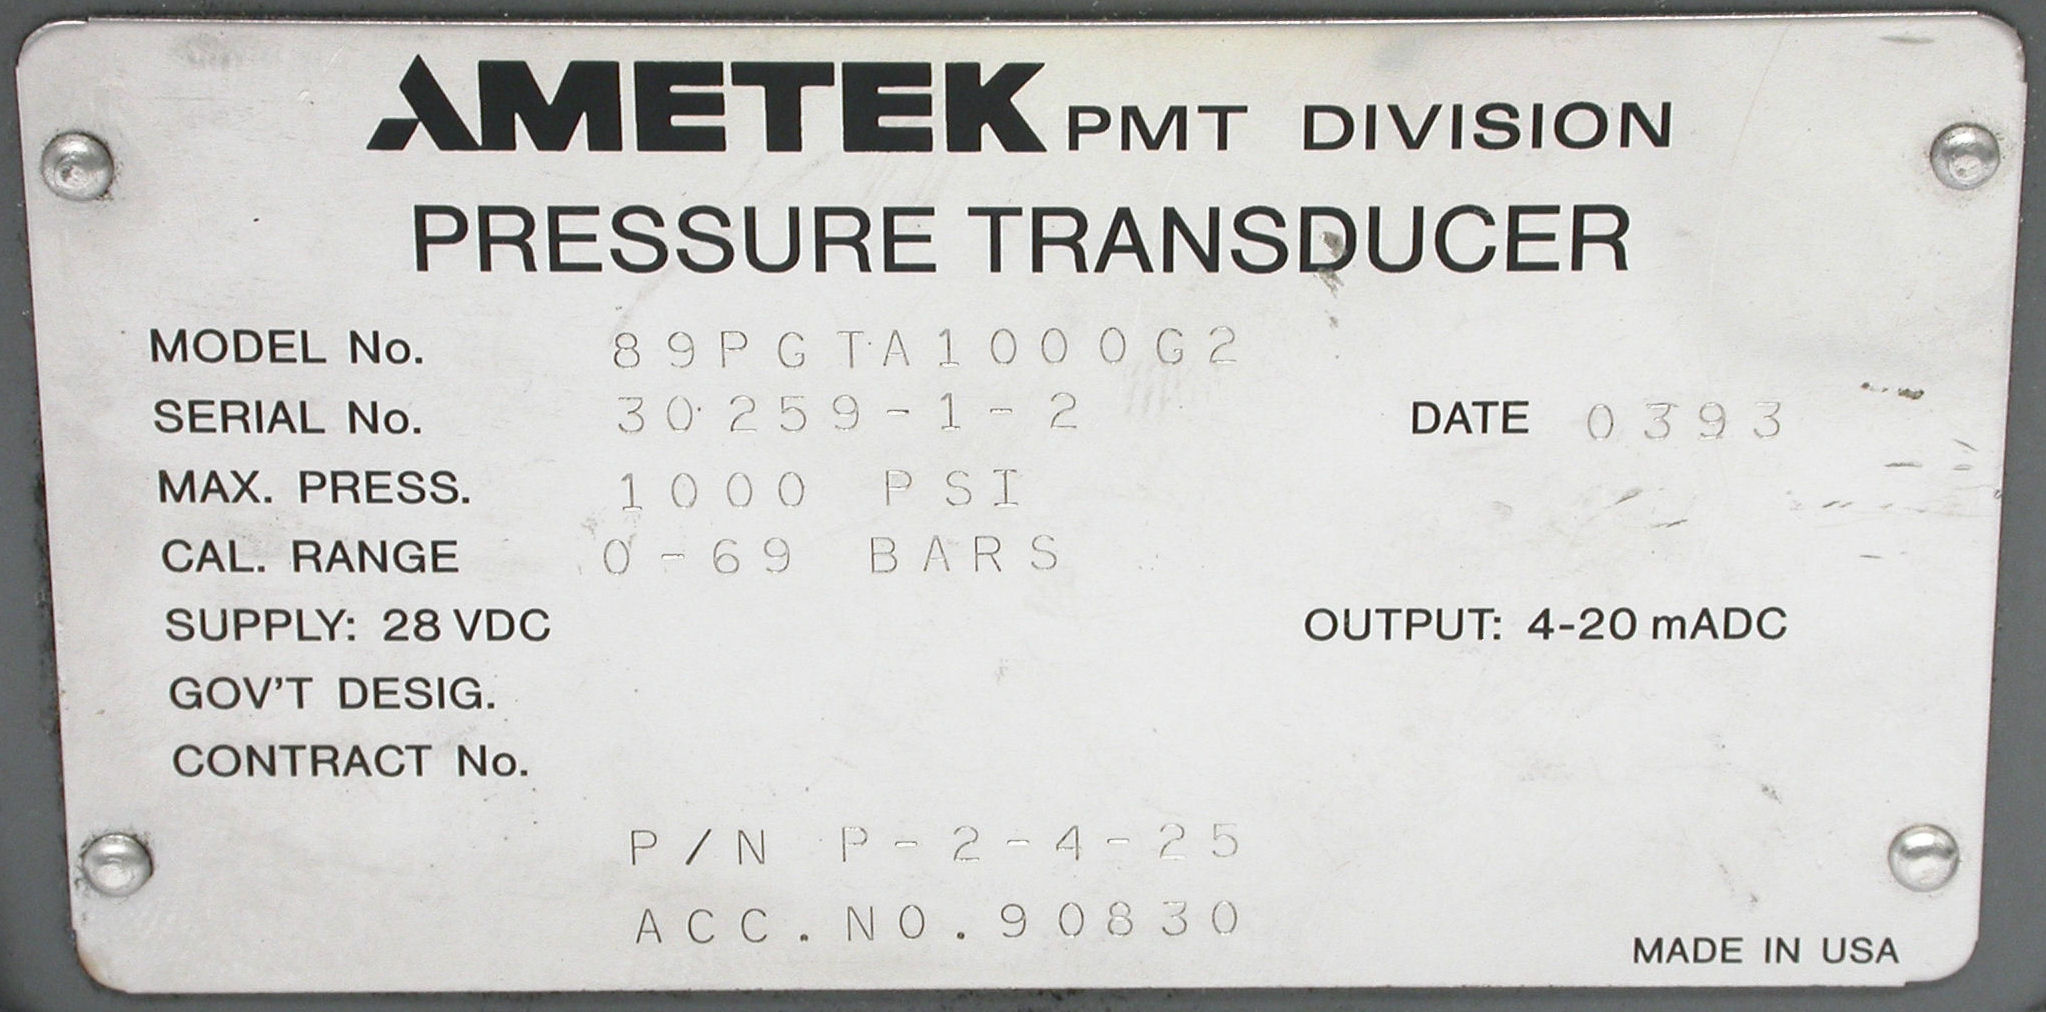 AMETEK PMT DIVISION
PRESSURE TRANSDUCER
MODEL No. 89PGTA1000G2
SERIAL No. 30259-1-2 DATE 0393
MAX. PRESS. 1000 PSI
CAL. RANGE 0-69 BARS
SUPPLY: 28 VDC OUTPUT: 4-20 mADC
GOV'T DESIG.
CONTRACT No.
P/N P-2-4-25
ACC.NO.90830
MADE IN USA